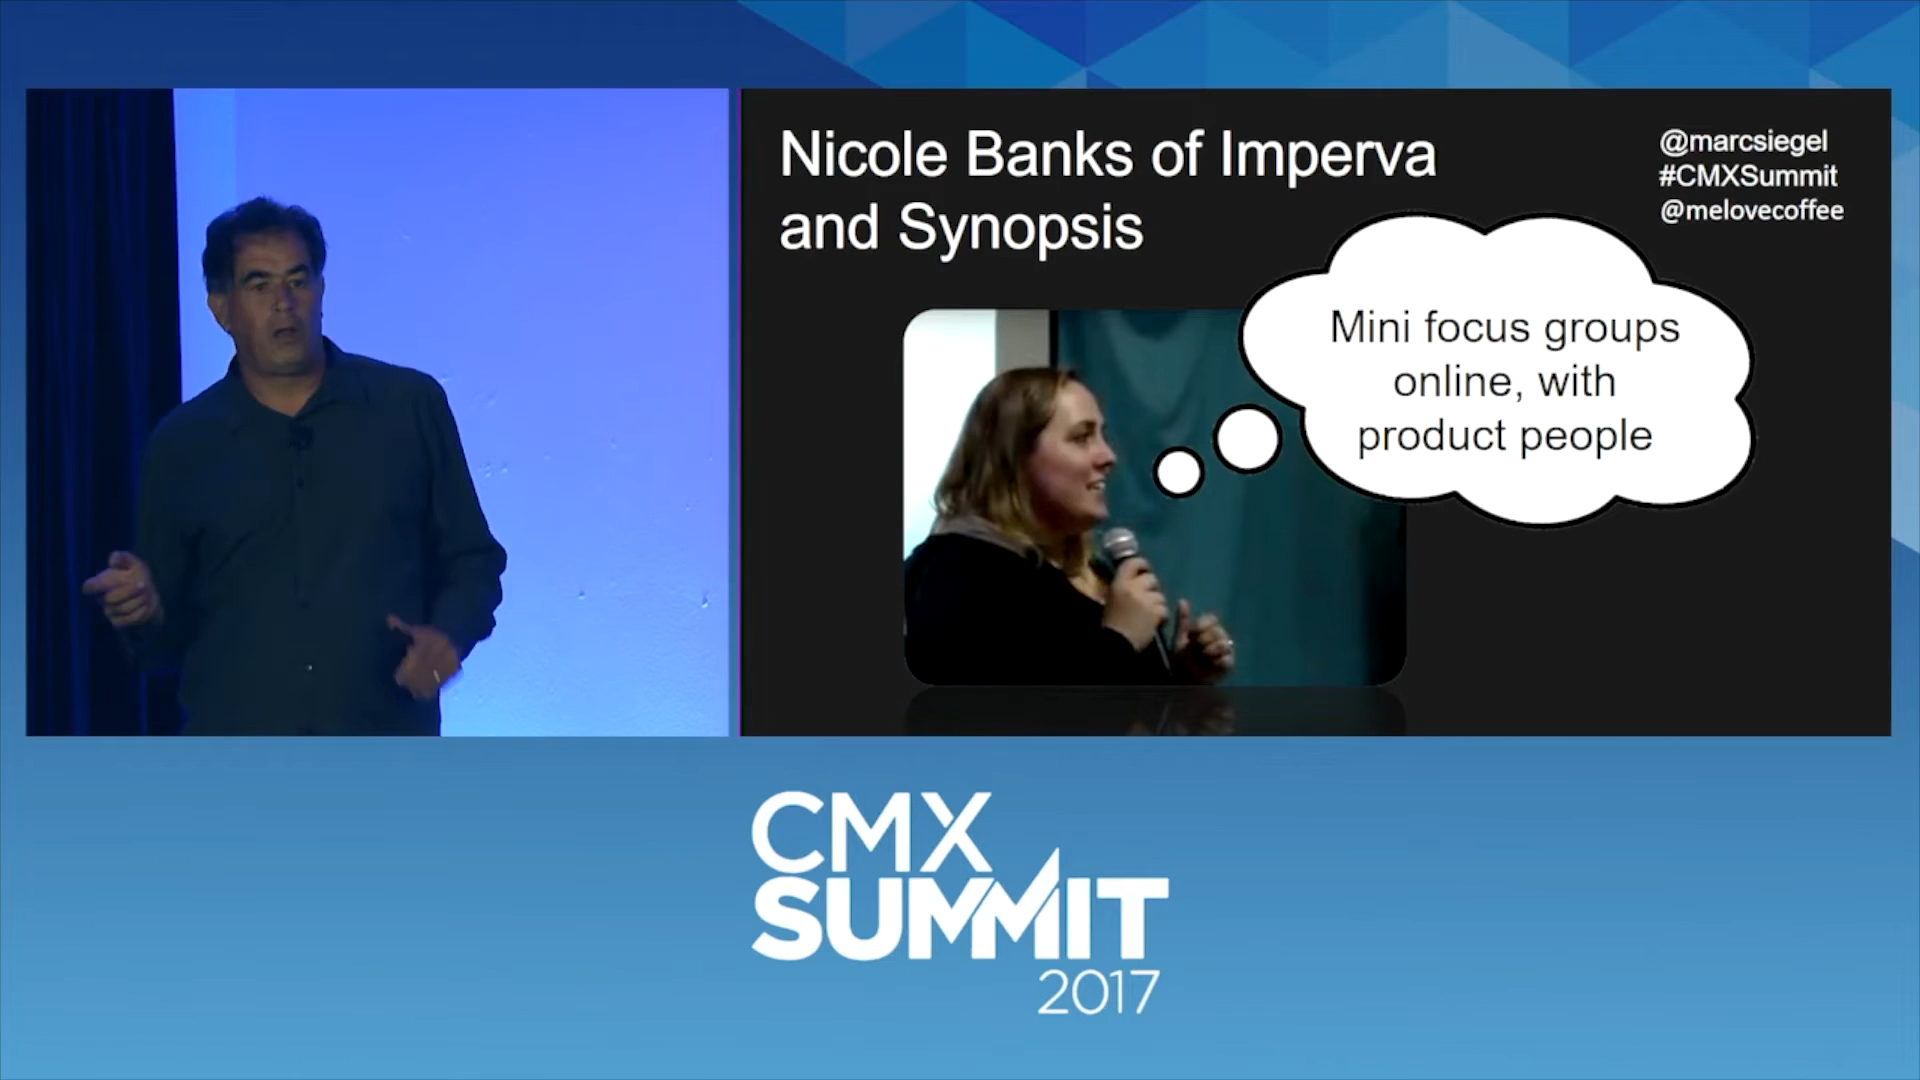 Nicole Banks of Imperva
and Synopsis
@marcsiegel
#CMXSummit
@melovecoffee
Mini focus groups
online, with
product people
CMX
SUMMIT
2017